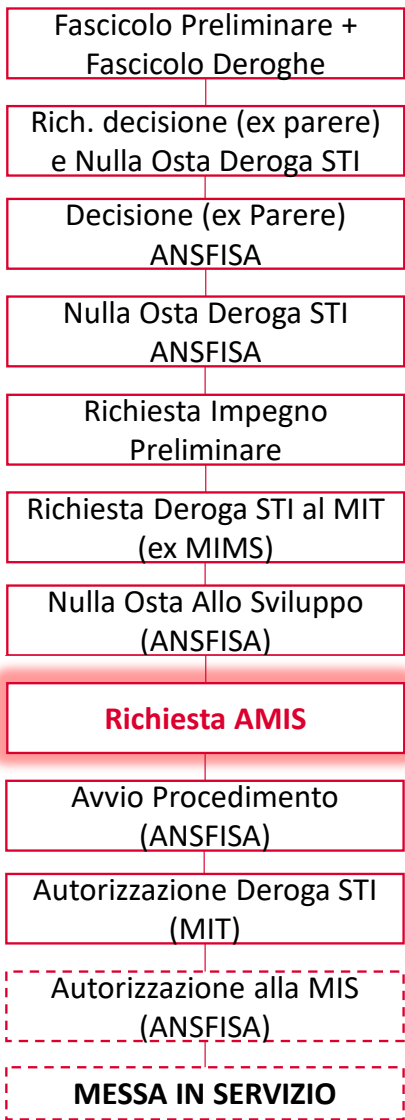 Fascicolo Preliminare +
Fascicolo Deroghe
Rich. decisione (ex parere)
e Nulla Osta Deroga STI
Decisione (ex Parere)
ANSFISA
Nulla Osta Deroga STI
ANSFISA
Richiesta Impegno
Preliminare
Richiesta Deroga STI al MIT
(ex MIMS)
Nulla Osta Allo Sviluppo
(ANSFISA)
Richiesta AMIS
Avvio Procedimento
(ANSFISA)
Autorizzazione Deroga STI
(MIT)
Autorizzazione alla MIS
(ANSFISA)
MESSA IN SERVIZIO